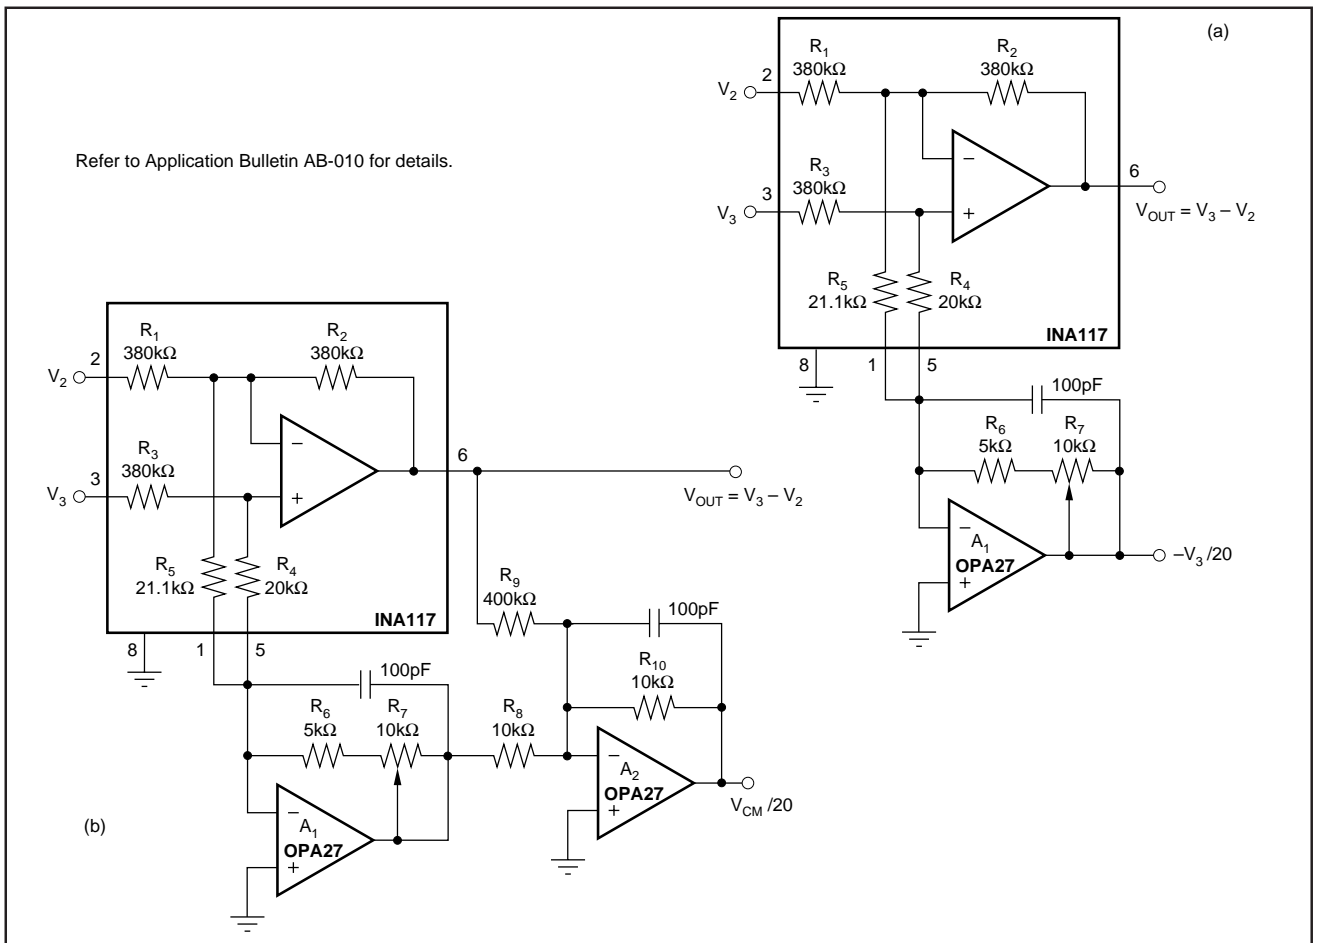 (a)
R1
380kΩ
R2
380kΩ
2
V2
−
R3
380kΩ
3
V3
+
6
VOUT = V3 – V2
R5
21.1kΩ
R4
20kΩ
INA117
8
1
5
100pF
R6
5kΩ
R7
10kΩ
−
A1
OPA27
+
–V3 /20
Refer to Application Bulletin AB-010 for details.
R1
380kΩ
R2
380kΩ
2
V2
−
R3
380kΩ
3
V3
+
6
VOUT = V3 – V2
R5
21.1kΩ
R4
20kΩ
INA117
8
1
5
R9
400kΩ
100pF
R10
10kΩ
100pF
R6
5kΩ
R7
10kΩ
R8
10kΩ
−
A2
OPA27
+
VCM /20
−
A1
OPA27
+
(b)